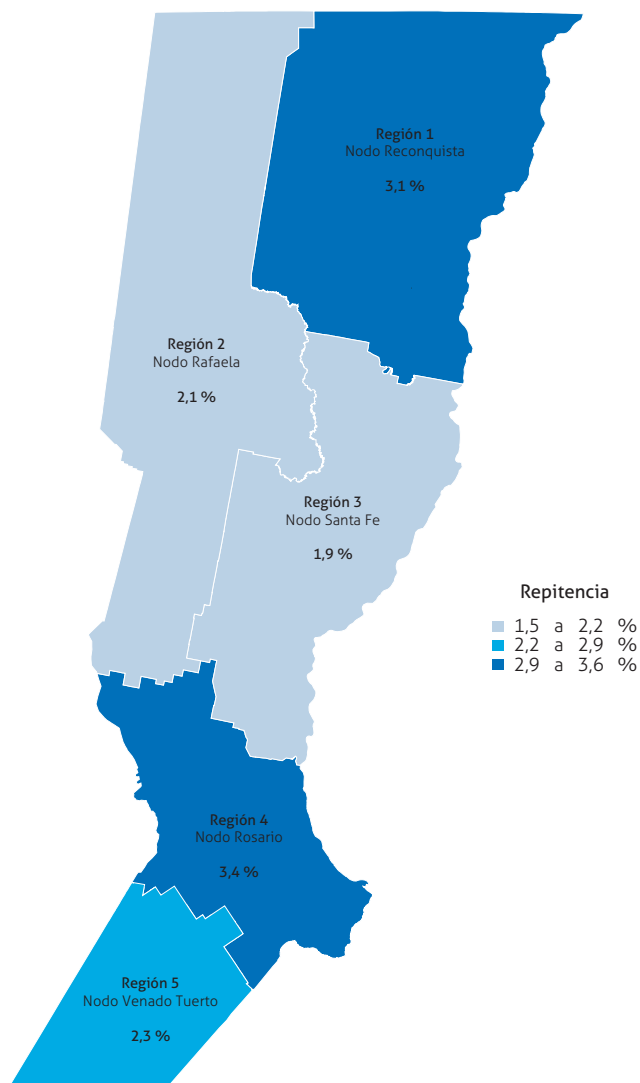 Región 1
Nodo Reconquista
3,1 %
Región 2
Nodo Rafaela
2,1 %
Región 3
Nodo Santa Fe
1,9 %
Repitencia
1,5 a 2,2 %
2,2 a 2,9 %
2,9 a 3,6 %
Región 4
Nodo Rosario
3,4 %
Región 5
Nodo Venado Tuerto
2,3 %